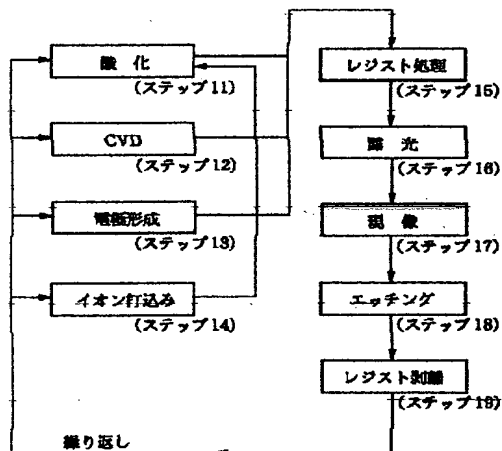 酸 化
(ステップ11)
CVD
(ステップ12)
電極形成
(ステップ13)
イオン打込み
(ステップ14)
繰り返し
レジスト処理
(ステップ15)
露 光
(ステップ16)
現 像
(ステップ17)
エッチング
(ステップ18)
レジスト剥離
(ステップ19)